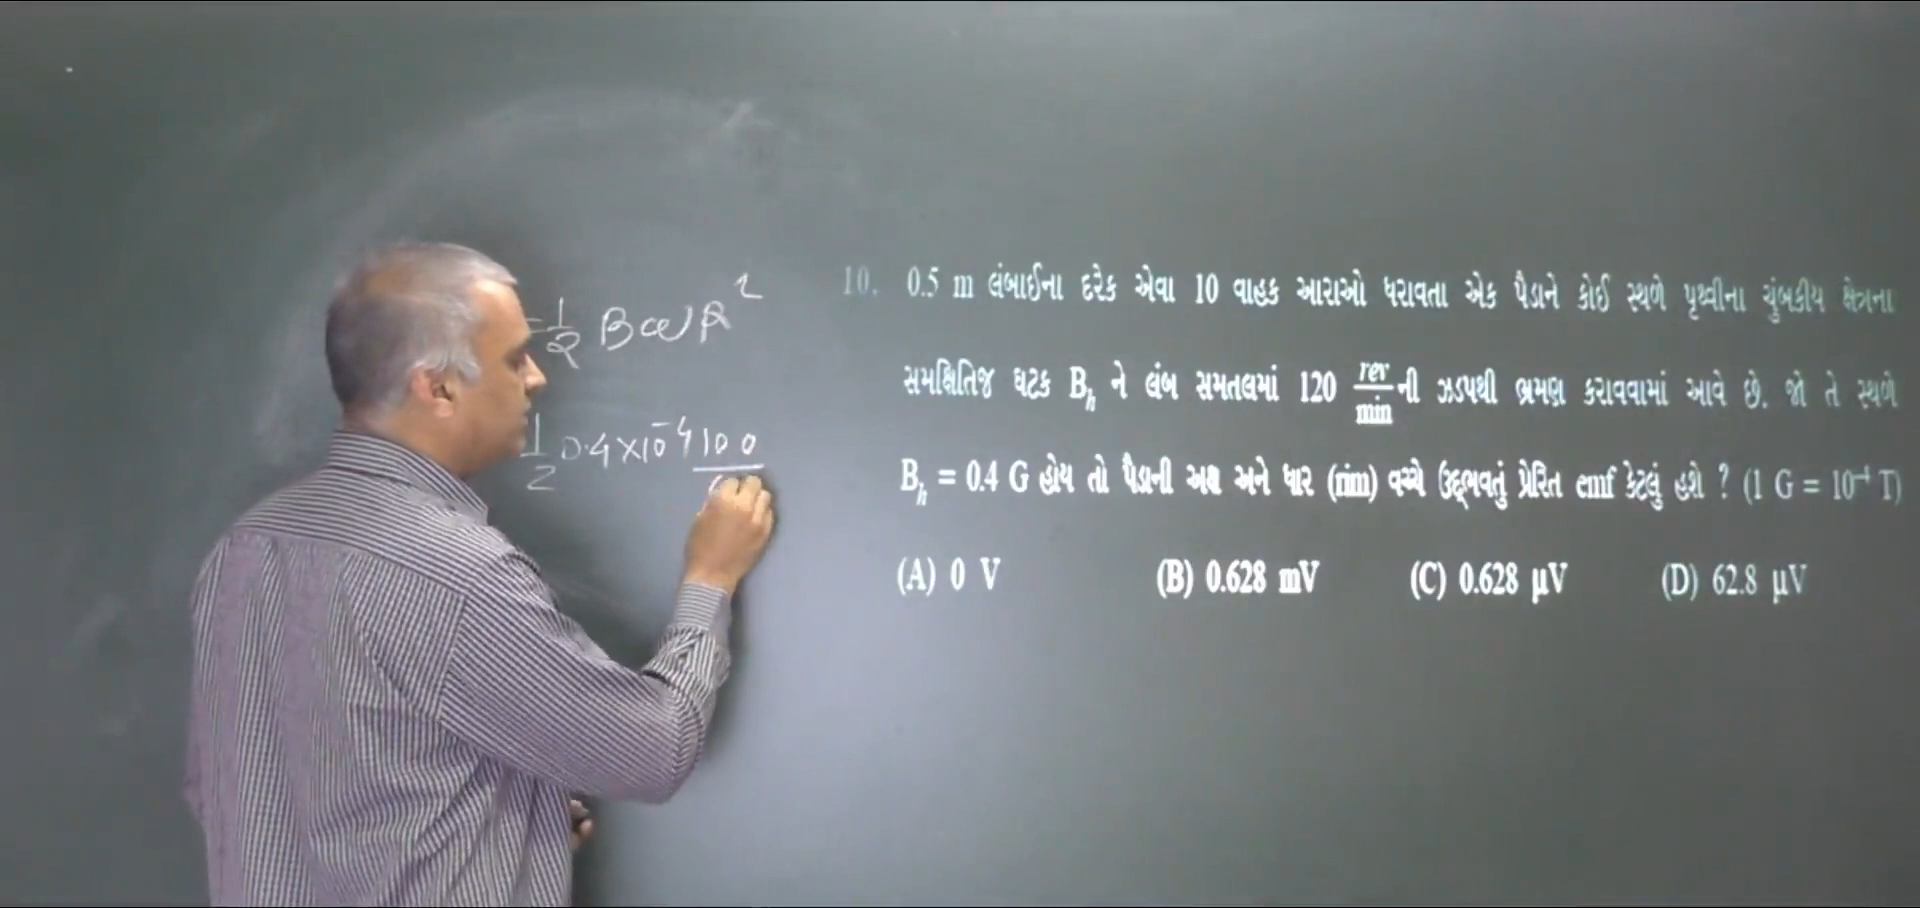 = 1/2 BωR²
1/2 0.4×10⁻⁴ 100
10. 0.5 m લંબાઈના દરેક એવા 10 વાહક આરાઓ ધરાવતા એક પૈડાને કોઈ સ્થળે પૃથ્વીના ચુંબકીય ક્ષેત્રના
સમક્ષિતિજ ઘટક Bₕ ને લંબ સમતલમાં 120 rev/min ની ઝડપથી ભ્રમણ કરાવવામાં આવે છે. જો તે સ્થળે
Bₕ = 0.4 G હોય તો પૈડાની અક્ષ અને ધાર (rim) વચ્ચે ઉદ્દભવતું પ્રેરિત emf કેટલું હશે ? (1 G = 10⁻⁴ T)
(A) 0 V (B) 0.628 mV (C) 0.628 µV (D) 62.8 µV